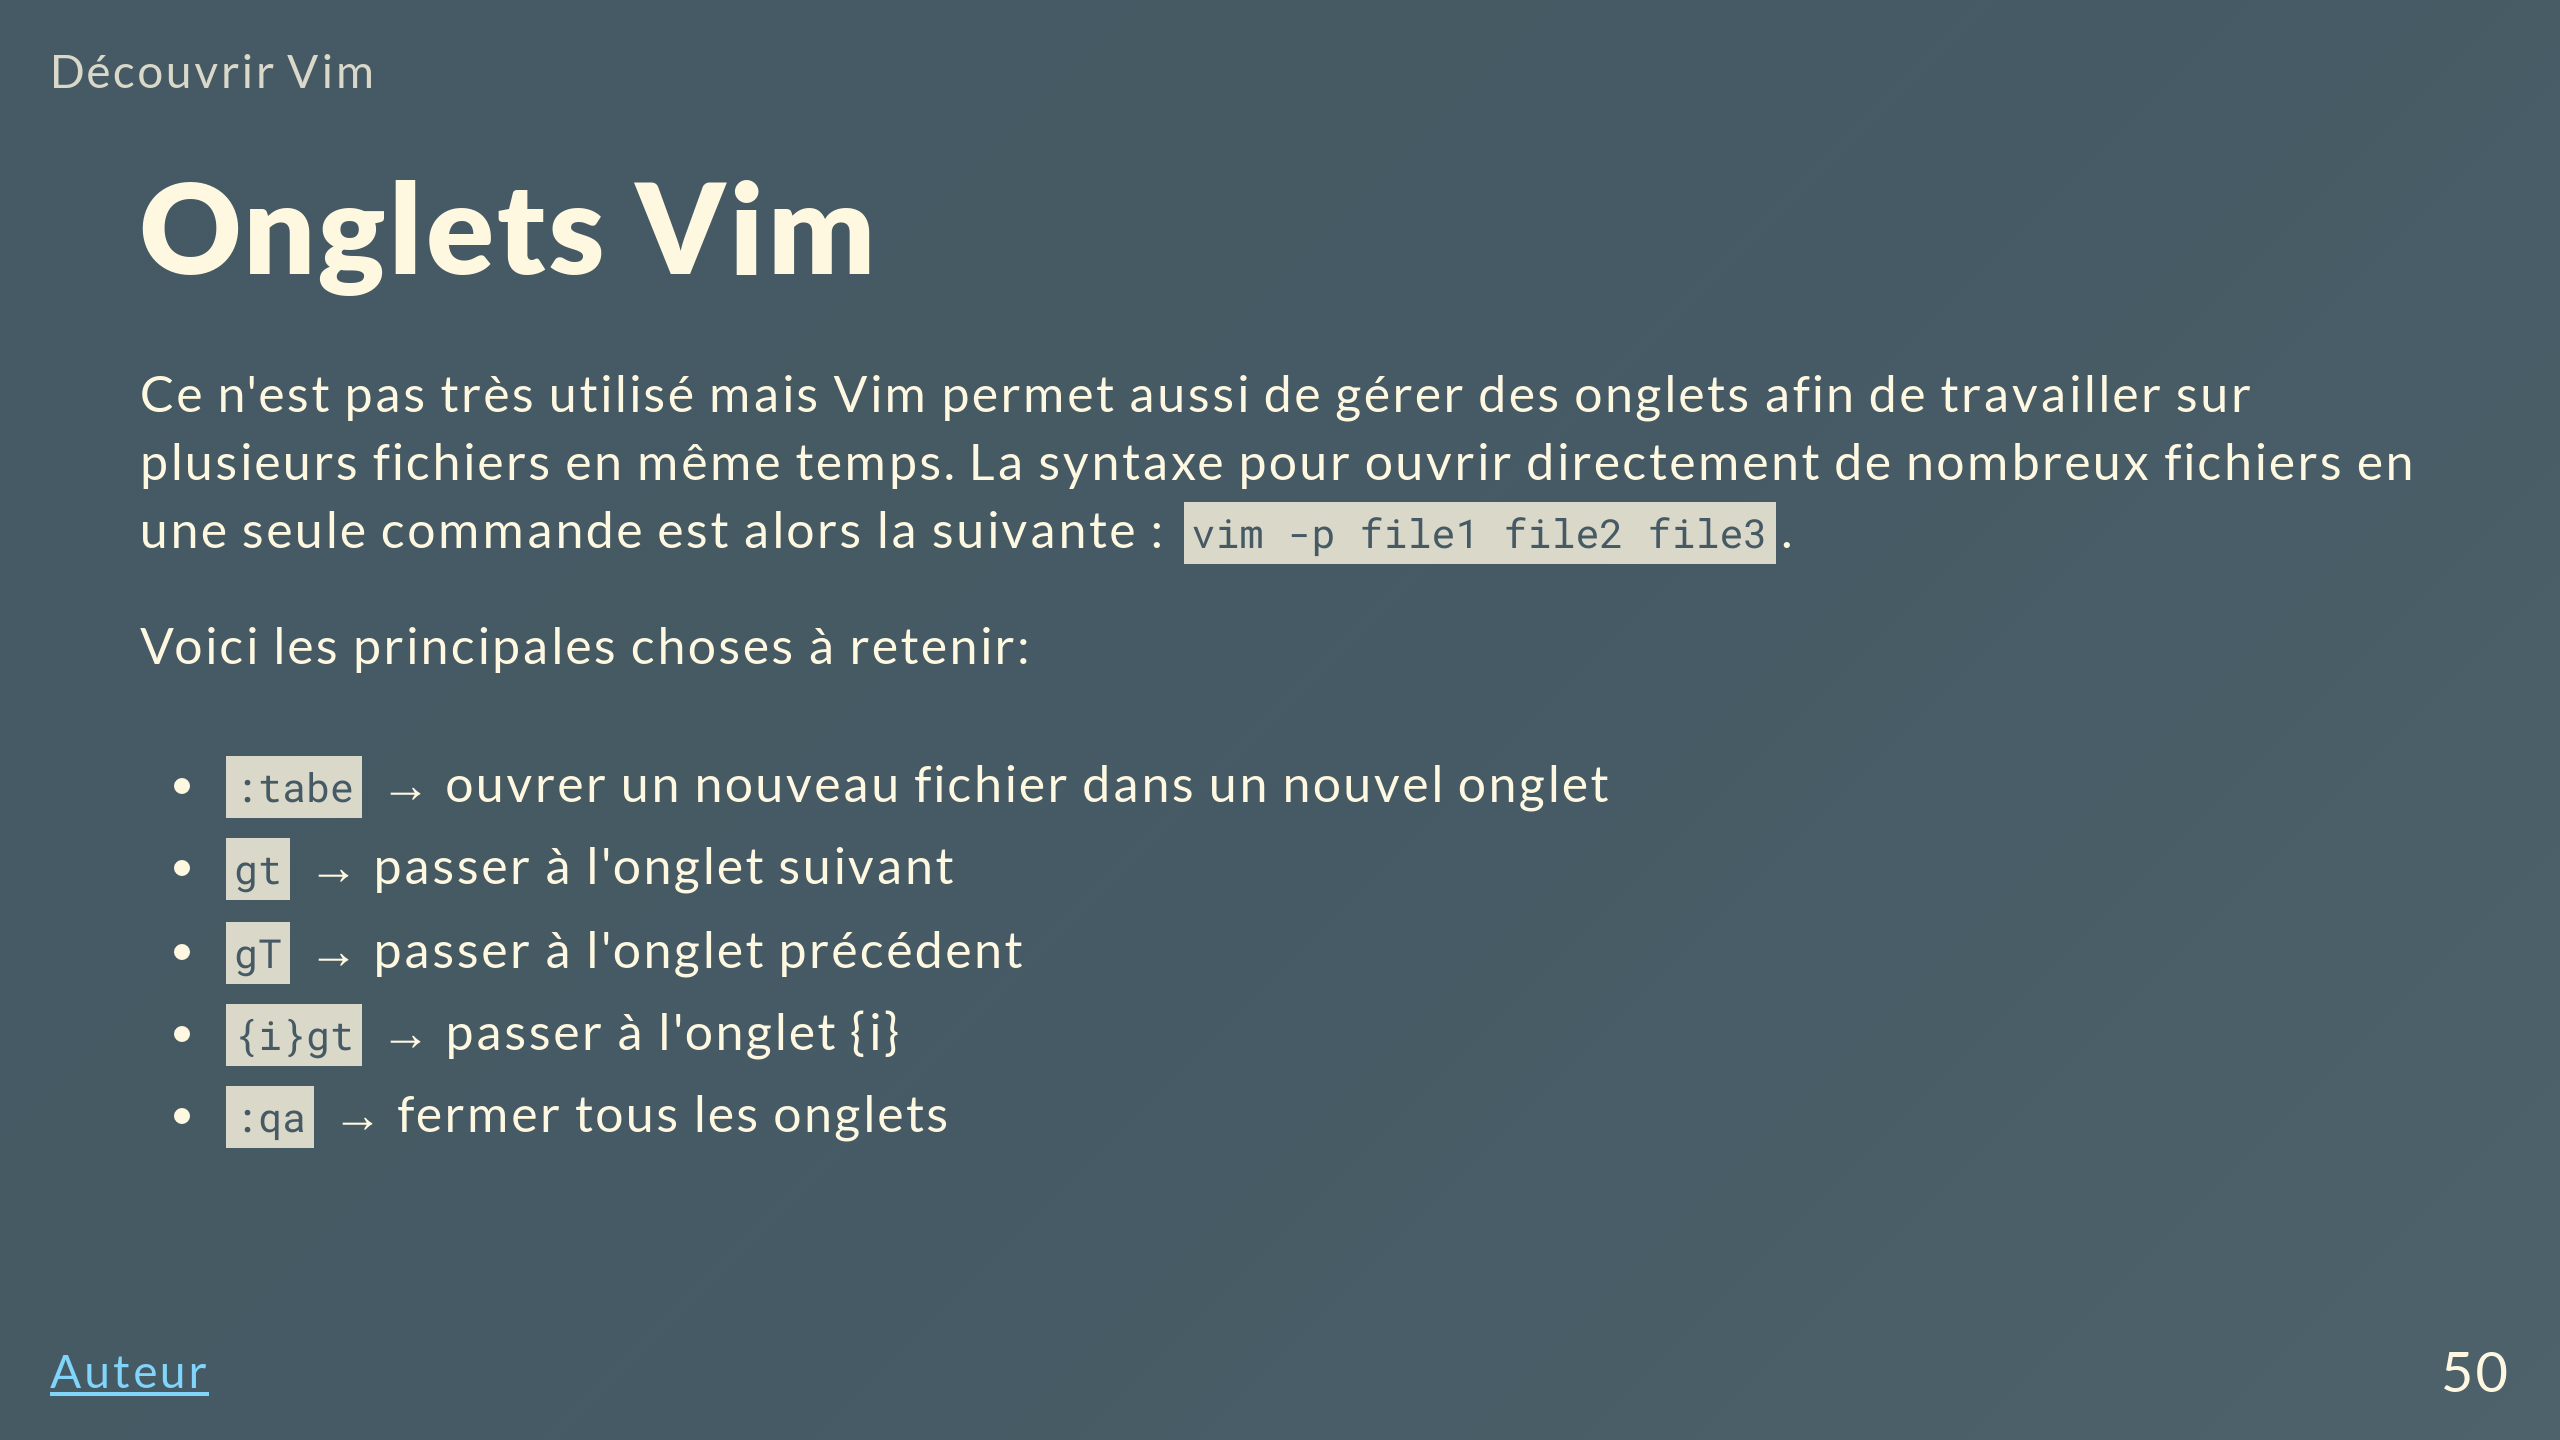 Découvrir Vim
Onglets Vim
Ce n'est pas très utilisé mais Vim permet aussi de gérer des onglets afin de travailler sur
plusieurs fichiers en même temps. La syntaxe pour ouvrir directement de nombreux fichiers en
une seule commande est alors la suivante : vim -p file1 file2 file3.
Voici les principales choses à retenir:
• :tabe → ouvrer un nouveau fichier dans un nouvel onglet
• gt → passer à l'onglet suivant
• gT → passer à l'onglet précédent
• {i}gt → passer à l'onglet {i}
• :qa → fermer tous les onglets
Auteur
50